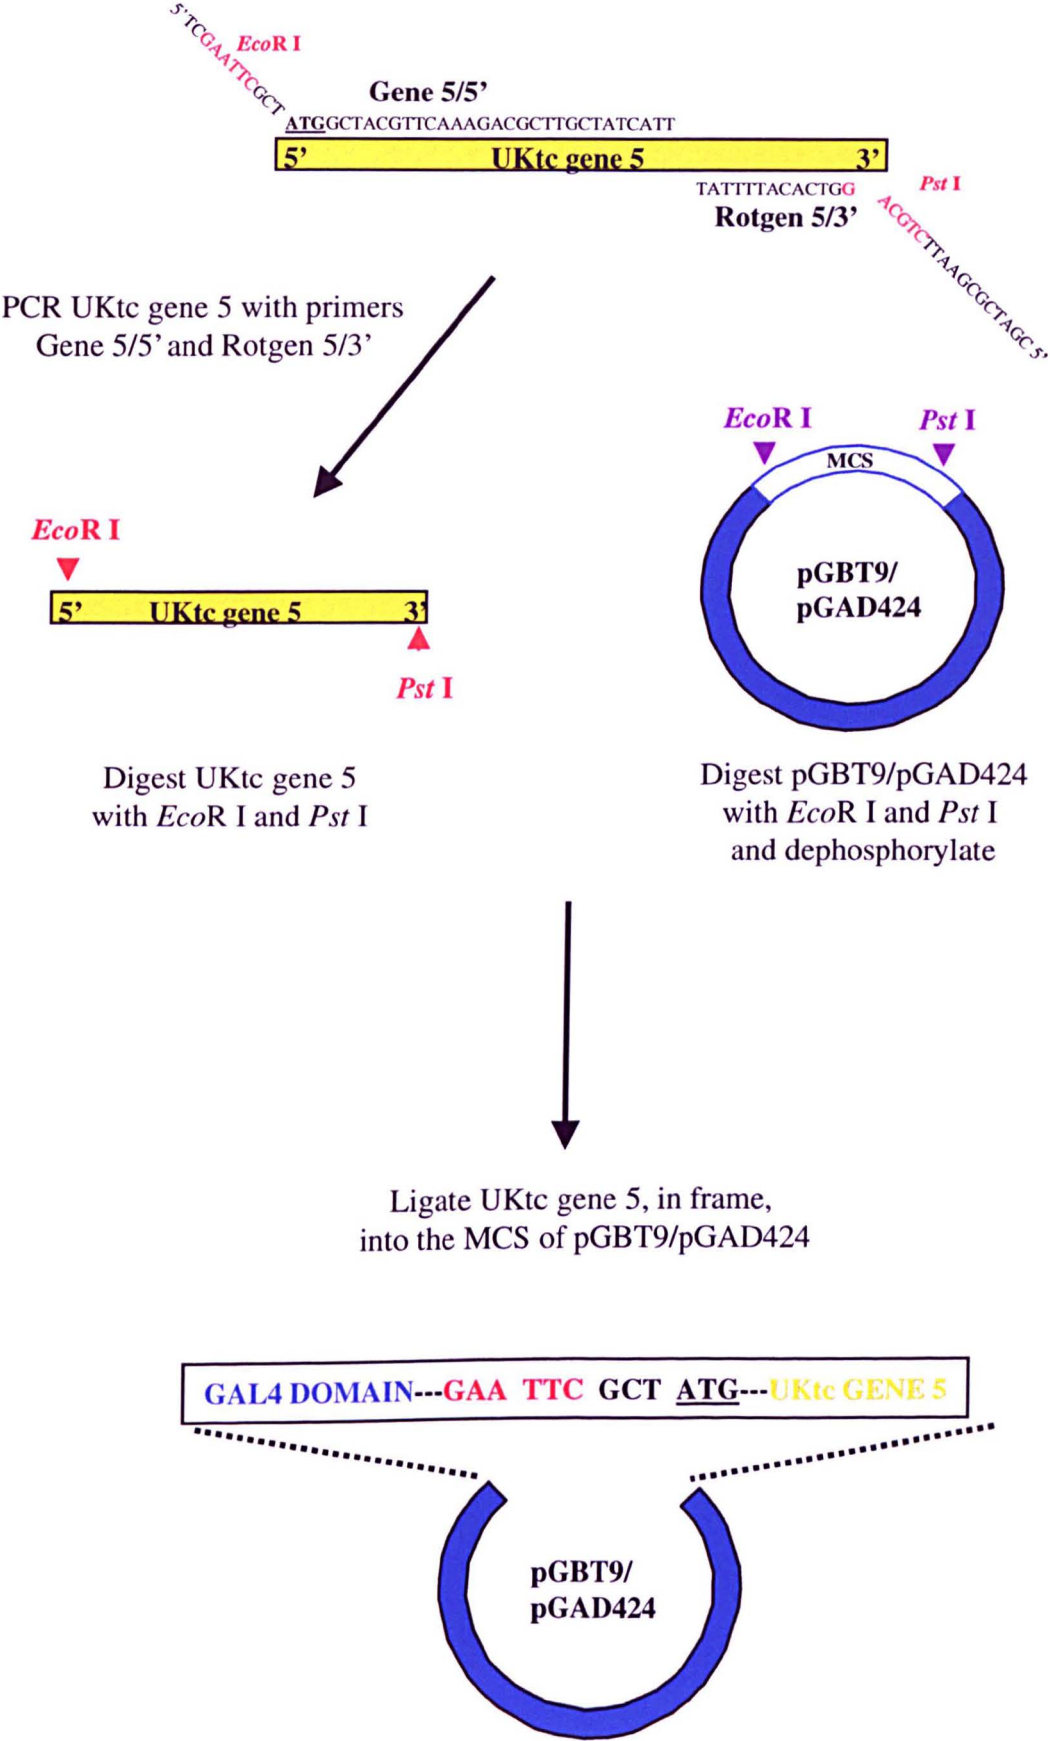 5'TCGAATTCGCT
EcoR I
Gene 5/5'
ATGGCTACGTTCAAAGACGCTTGCTATCATT
5' UKtc gene 5 3'
TATTTTACACTGG
Pst I
Rotgen 5/3'
ACGTCTTAAGCGCTAGC 5'
PCR UKtc gene 5 with primers
Gene 5/5' and Rotgen 5/3'
EcoR I
5' UKtc gene 5 3'
Pst I
EcoR I
Pst I
MCS
pGBT9/
pGAD424
Digest UKtc gene 5
with EcoR I and Pst I
Digest pGBT9/pGAD424
with EcoR I and Pst I
and dephosphorylate
Ligate UKtc gene 5, in frame,
into the MCS of pGBT9/pGAD424
GAL4 DOMAIN---GAA TTC GCT ATG---UKtc GENE 5
pGBT9/
pGAD424